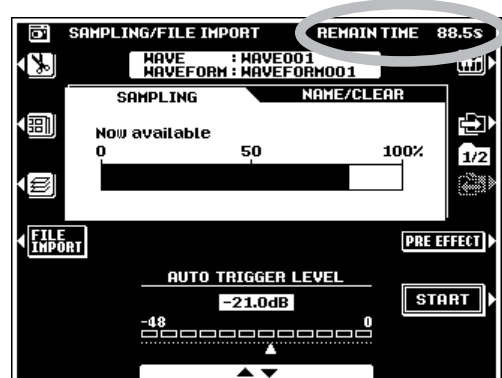 SAMPLING/FILE IMPORT REMAIN TIME 88.5s
WAVE : WAVE001
WAVEFORM : WAVEFORM001
SAMPLING NAME/CLEAR
Now available
0 50 100%
1/2
FILE
IMPORT
PRE EFFECT
AUTO TRIGGER LEVEL
-21.0dB
START
-48 0